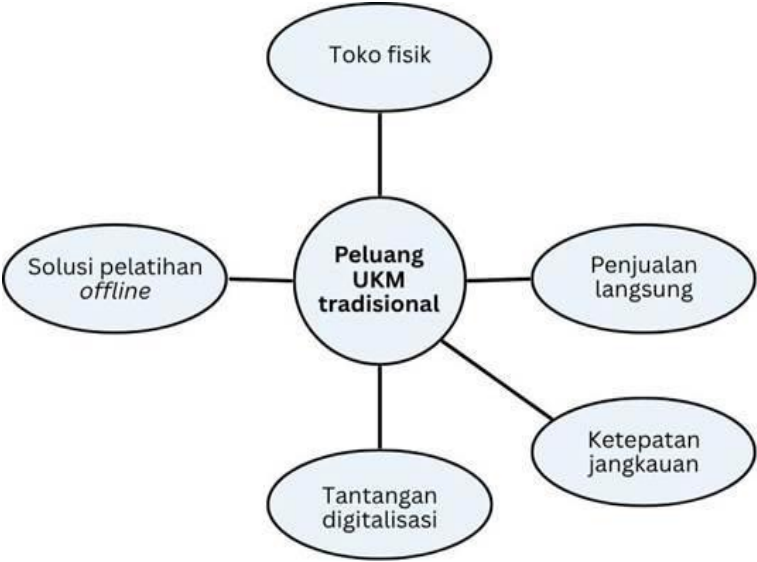 Toko fisik
Solusi pelatihan
offline
Peluang
UKM
tradisional
Penjualan
langsung
Ketepatan
jangkauan
Tantangan
digitalisasi